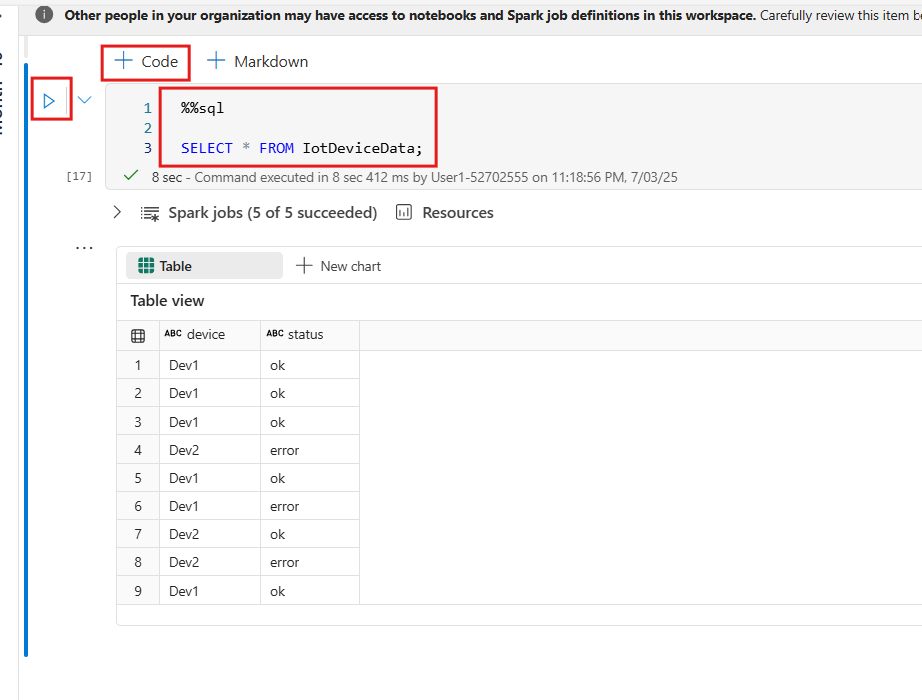 Other people in your organization may have access to notebooks and Spark job definitions in this workspace. Carefully review this item be
+ Code + Markdown
1 %%sql
2
3 SELECT * FROM IotDeviceData;
[17] 8 sec - Command executed in 8 sec 412 ms by User1-52702555 on 11:18:56 PM, 7/03/25
Spark jobs (5 of 5 succeeded) Resources
...
Table + New chart
Table view
ABC device ABC status
1 Dev1 ok
2 Dev1 ok
3 Dev1 ok
4 Dev2 error
5 Dev1 ok
6 Dev1 error
7 Dev2 ok
8 Dev2 error
9 Dev1 ok